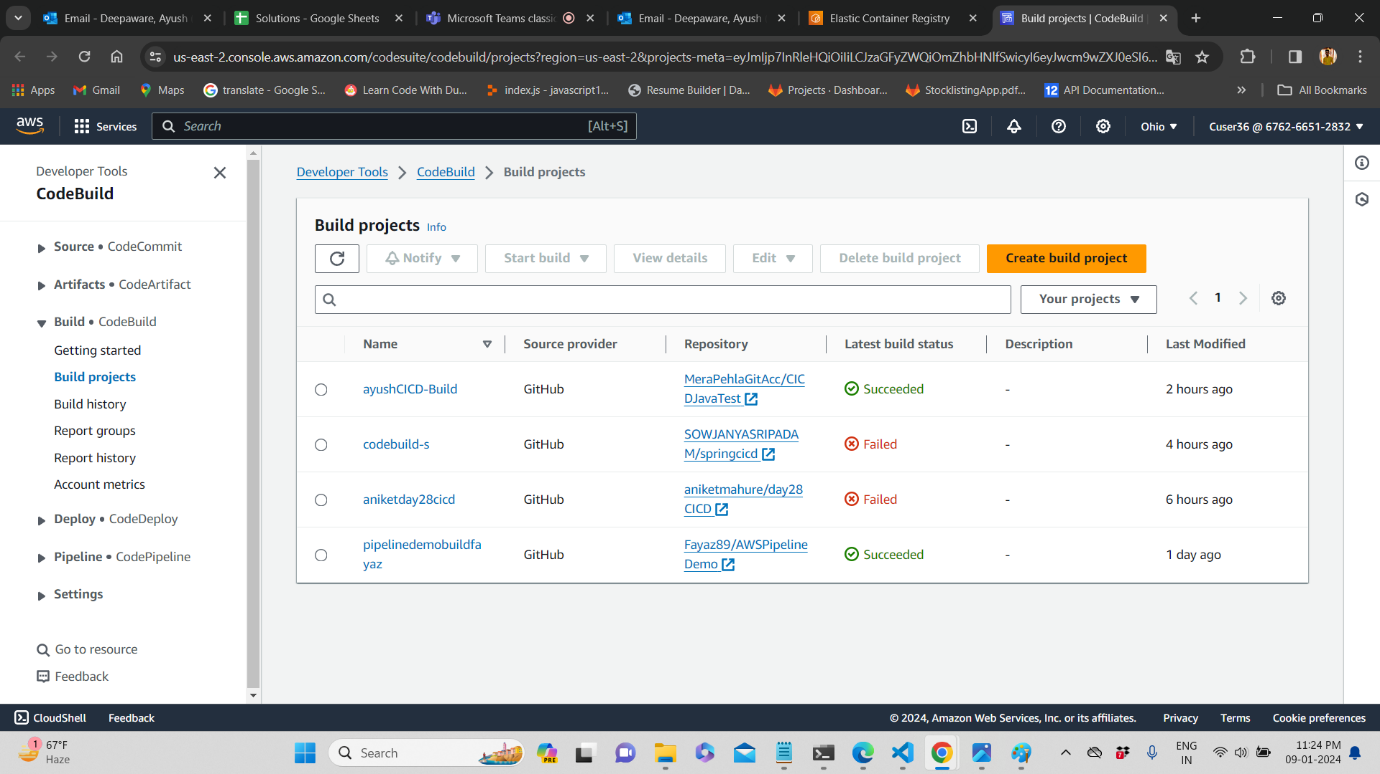 Email - Deepaware, Ayush
Solutions - Google Sheets
Microsoft Teams classic
Email - Deepaware, Ayush
Elastic Container Registry
Build projects | CodeBuild
us-east-2.console.aws.amazon.com/codesuite/codebuild/projects?region=us-east-2&projects-meta=
Apps
Gmail
Maps
translate - Google S...
Learn Code With Du...
index.js - javascript1...
Resume Builder | Da...
Projects · Dashboar...
StocklistingApp.pdf...
12 API Documentation...
All Bookmarks
aws
Services
Search
[Alt+S]
Ohio
Cuser36 @ 6762-6651-2832
Developer Tools
CodeBuild
Source • CodeCommit
Artifacts • CodeArtifact
Build • CodeBuild
Getting started
Build projects
Build history
Report groups
Report history
Account metrics
Deploy • CodeDeploy
Pipeline • CodePipeline
Settings
Go to resource
Feedback
Developer Tools > CodeBuild > Build projects
Build projects Info
Notify
Start build
View details
Edit
Delete build project
Create build project
Your projects
1
Name Source provider Repository Latest build status Description Last Modified
ayushCICD-Build GitHub MeraPehlaGitAcc/CIC
DJavaTest Succeeded - 2 hours ago
codebuild-s GitHub SOWJANYASRIPADA
M/springcicd Failed - 4 hours ago
aniketday28cicd GitHub aniketmahure/day28
CICD Failed - 6 hours ago
pipelinedemobuildfa
yaz GitHub Fayaz89/AWSPipeline
Demo Succeeded - 1 day ago
CloudShell
Feedback
© 2024, Amazon Web Services, Inc. or its affiliates.
Privacy
Terms
Cookie preferences
1
67°F
Haze
Search
PRE
7
ENG
IN
11:24 PM
09-01-2024